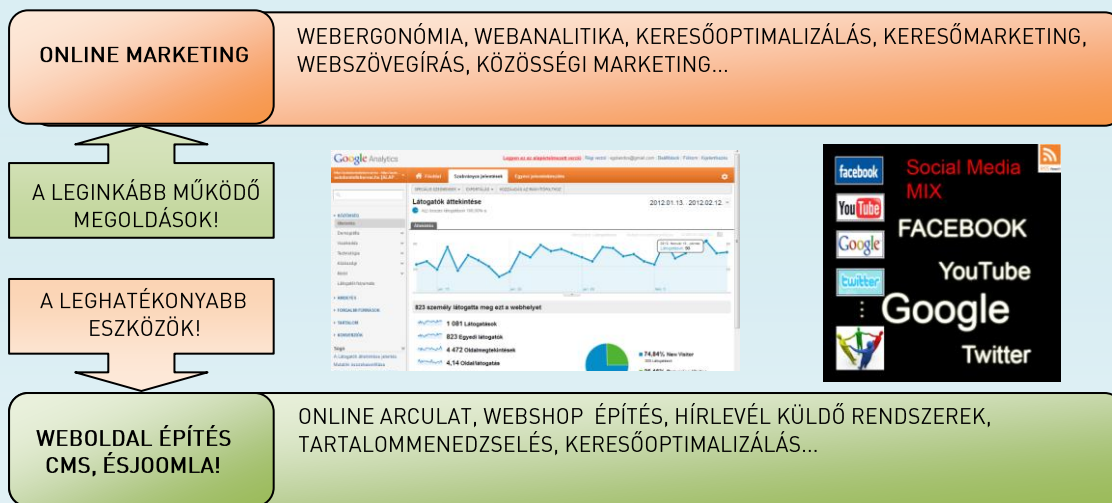 ONLINE MARKETING
WEBERGONÓMIA, WEBANALITIKA, KERESŐOPTIMALIZÁLÁS, KERESŐMARKETING,
WEBSZÖVEGÍRÁS, KÖZÖSSÉGI MARKETING...
A LEGINKÁBB MŰKÖDŐ
MEGOLDÁSOK!
A LEGHATÉKONYABB
ESZKÖZÖK!
Google Analytics
Látogatók áttekintése
2012.01.13. 2012.02.12.
823 személy látogatta meg ezt a webhelyet
1 081 Látogatások
823 Egyedi látogatók
4 472 Oldalmegtekintések
4,14 Oldal/látogatás
74,84% New Visitor
facebook
You Tube
Google
twitter
Social Media
MIX
FACEBOOK
YouTube
Google
Twitter
WEBOLDAL ÉPÍTÉS
CMS, ÉSJOOMLA!
ONLINE ARCULAT, WEBSHOP  ÉPÍTÉS, HÍRLEVÉL KÜLDŐ RENDSZEREK,
TARTALOMMENEDZSELÉS, KERESŐOPTIMALIZÁLÁS...